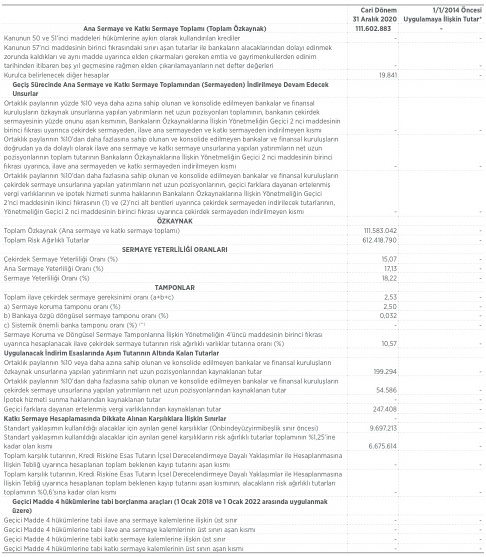 Cari Dönem 1/1/2014 Öncesi
31 Aralık 2020 Uygulamaya İlişkin Tutar*
Ana Sermaye ve Katkı Sermaye Toplamı (Toplam Özkaynak) 111.602.883 -
Kanunun 50 ve 51'inci maddeleri hükümlerine aykırı olarak kullandırılan krediler - -
Kanunun 57'nci maddesinin birinci fıkrasındaki sınırı aşan tutarlar ile bankaların alacaklarından dolayı edinmek
zorunda kaldıkları ve aynı madde uyarınca elden çıkarmaları gereken emtia ve gayrimenkullerden edinim
tarihinden itibaren beş yıl geçmesine rağmen elden çıkarılamayanların net defter değerleri - -
Kurulca belirlenecek diğer hesaplar 19.841 -
Geçiş Sürecinde Ana Sermaye ve Katkı Sermaye Toplamından (Sermayeden) İndirilmeye Devam Edecek
Unsurlar
Ortaklık paylarının yüzde 10 veya daha azına sahip olunan ve konsolide edilmeyen bankalar ve finansal
kuruluşların özkaynak unsurlarına yapılan yatırımların net uzun pozisyonları toplamının, bankanın çekirdek
sermayesinin yüzde onunu aşan kısmının, Bankaların Özkaynaklarına İlişkin Yönetmeliğin Geçici 2 nci maddesinin
birinci fıkrası uyarınca çekirdek sermayeden, ilave ana sermayeden ve katkı sermayeden indirilmeyen kısmı - -
Ortaklık paylarının %10'dan daha fazlasına sahip olunan ve konsolide edilmeyen bankalar ve finansal kuruluşların
doğrudan ya da dolaylı olarak ilave ana sermaye ve katkı sermaye unsurlarına yapılan yatırımların net uzun
pozisyonlarının toplam tutarının Bankaların Özkaynaklarına İlişkin Yönetmeliğin Geçici 2 nci maddesinin birinci
fıkrası uyarınca, ilave ana sermayeden ve katkı sermayeden indirilmeyen kısmı - -
Ortaklık paylarının %10'dan daha fazlasına sahip olunan ve konsolide edilmeyen bankalar ve finansal kuruluşların
çekirdek sermaye unsurlarına yapılan yatırımların net uzun pozisyonlarının, geçici farklara dayanan ertelenmiş
vergi varlıklarının ve ipotek hizmeti sunma haklarının Bankaların Özkaynaklarına İlişkin Yönetmeliğin Geçici
2'nci maddesinin ikinci fıkrasının (1) ve (2)'nci alt bentleri uyarınca çekirdek sermayeden indirilecek tutarlarının,
Yönetmeliğin Geçici 2 nci maddesinin birinci fıkrası uyarınca çekirdek sermayeden indirilmeyen kısmı - -
ÖZKAYNAK
Toplam Özkaynak (Ana sermaye ve katkı sermaye toplamı) 111.583.042 -
Toplam Risk Ağırlıklı Tutarlar 612.418.790 -
SERMAYE YETERLİLİĞİ ORANLARI
Çekirdek Sermaye Yeterliliği Oranı (%) 15,07 -
Ana Sermaye Yeterliliği Oranı (%) 17,13 -
Sermaye Yeterliliği Oranı (%) 18,22 -
TAMPONLAR
Toplam ilave çekirdek sermaye gereksinimi oranı (a+b+c) 2,53 -
a) Sermaye koruma tamponu oranı (%) 2,50 -
b) Bankaya özgü döngüsel sermaye tamponu oranı (%) 0,032 -
c) Sistemik önemli banka tamponu oranı (%) (**) - -
Sermaye Koruma ve Döngüsel Sermaye Tamponlarına İlişkin Yönetmeliğin 4'üncü maddesinin birinci fıkrası
uyarınca hesaplanacak ilave çekirdek sermaye tutarının risk ağırlıklı varlıklar tutarına oranı (%) 10,57 -
Uygulanacak İndirim Esaslarında Aşım Tutarının Altında Kalan Tutarlar
Ortaklık paylarının %10 veya daha azına sahip olunan ve konsolide edilmeyen bankalar ve finansal kuruluşların
özkaynak unsurlarına yapılan yatırımların net uzun pozisyonlarından kaynaklanan tutar 199.294 -
Ortaklık paylarının %10'dan daha fazlasına sahip olunan ve konsolide edilmeyen bankalar ve finansal kuruluşların
çekirdek sermaye unsurlarına yapılan yatırımların net uzun pozisyonlarından kaynaklanan tutar 54.586 -
İpotek hizmeti sunma haklarından kaynaklanan tutar - -
Geçici farklara dayanan ertelenmiş vergi varlıklarından kaynaklanan tutar 247.408 -
Katkı Sermaye Hesaplamasında Dikkate Alınan Karşılıklara İlişkin Sınırlar
Standart yaklaşımın kullanıldığı alacaklar için ayrılan genel karşılıklar (Onbindeyüzyirmibeşlik sınır öncesi) 9.697.213 -
Standart yaklaşımın kullanıldığı alacaklar için ayrılan genel karşılıkların risk ağırlıklı tutarlar toplamının %1,25'ine
kadar olan kısmı 6.675.614 -
Toplam karşılık tutarının, Kredi Riskine Esas Tutarın İçsel Derecelendirmeye Dayalı Yaklaşımlar ile Hesaplanmasına
İlişkin Tebliğ uyarınca hesaplanan toplam beklenen kayıp tutarını aşan kısmı - -
Toplam karşılık tutarının, Kredi Riskine Esas Tutarın İçsel Derecelendirmeye Dayalı Yaklaşımlar ile Hesaplanmasına
İlişkin Tebliğ uyarınca hesaplanan toplam beklenen kayıp tutarını aşan kısmının, alacakların risk ağırlıklı tutarları
toplamının %0,6'sına kadar olan kısmı - -
Geçici Madde 4 hükümlerine tabi borçlanma araçları (1 Ocak 2018 ve 1 Ocak 2022 arasında uygulanmak
üzere)
Geçici Madde 4 hükümlerine tabi ilave ana sermaye kalemlerine ilişkin üst sınır - -
Geçici Madde 4 hükümlerine tabi ilave ana sermaye kalemlerinin üst sınırı aşan kısmı - -
Geçici Madde 4 hükümlerine tabi katkı sermaye kalemlerine ilişkin üst sınır - -
Geçici Madde 4 hükümlerine tabi katkı sermaye kalemlerinin üst sınırı aşan kısmı - -